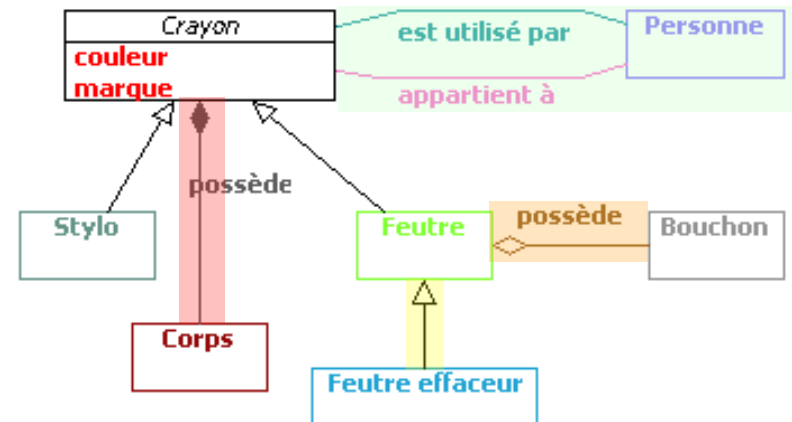 Crayon
couleur
marque
est utilisé par
appartient à
Personne
possède
Stylo
Feutre
possède
Bouchon
Corps
Feutre effaceur